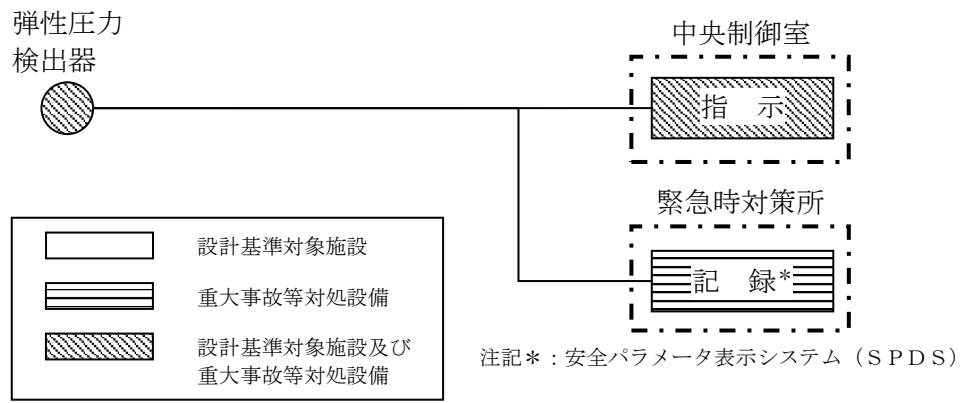 弾性圧力
検出器
中央制御室
指　示
緊急時対策所
記　録*
設計基準対象施設
重大事故等対処設備
設計基準対象施設及び
重大事故等対処設備
注記＊：安全パラメータ表示システム（ＳＰＤＳ）